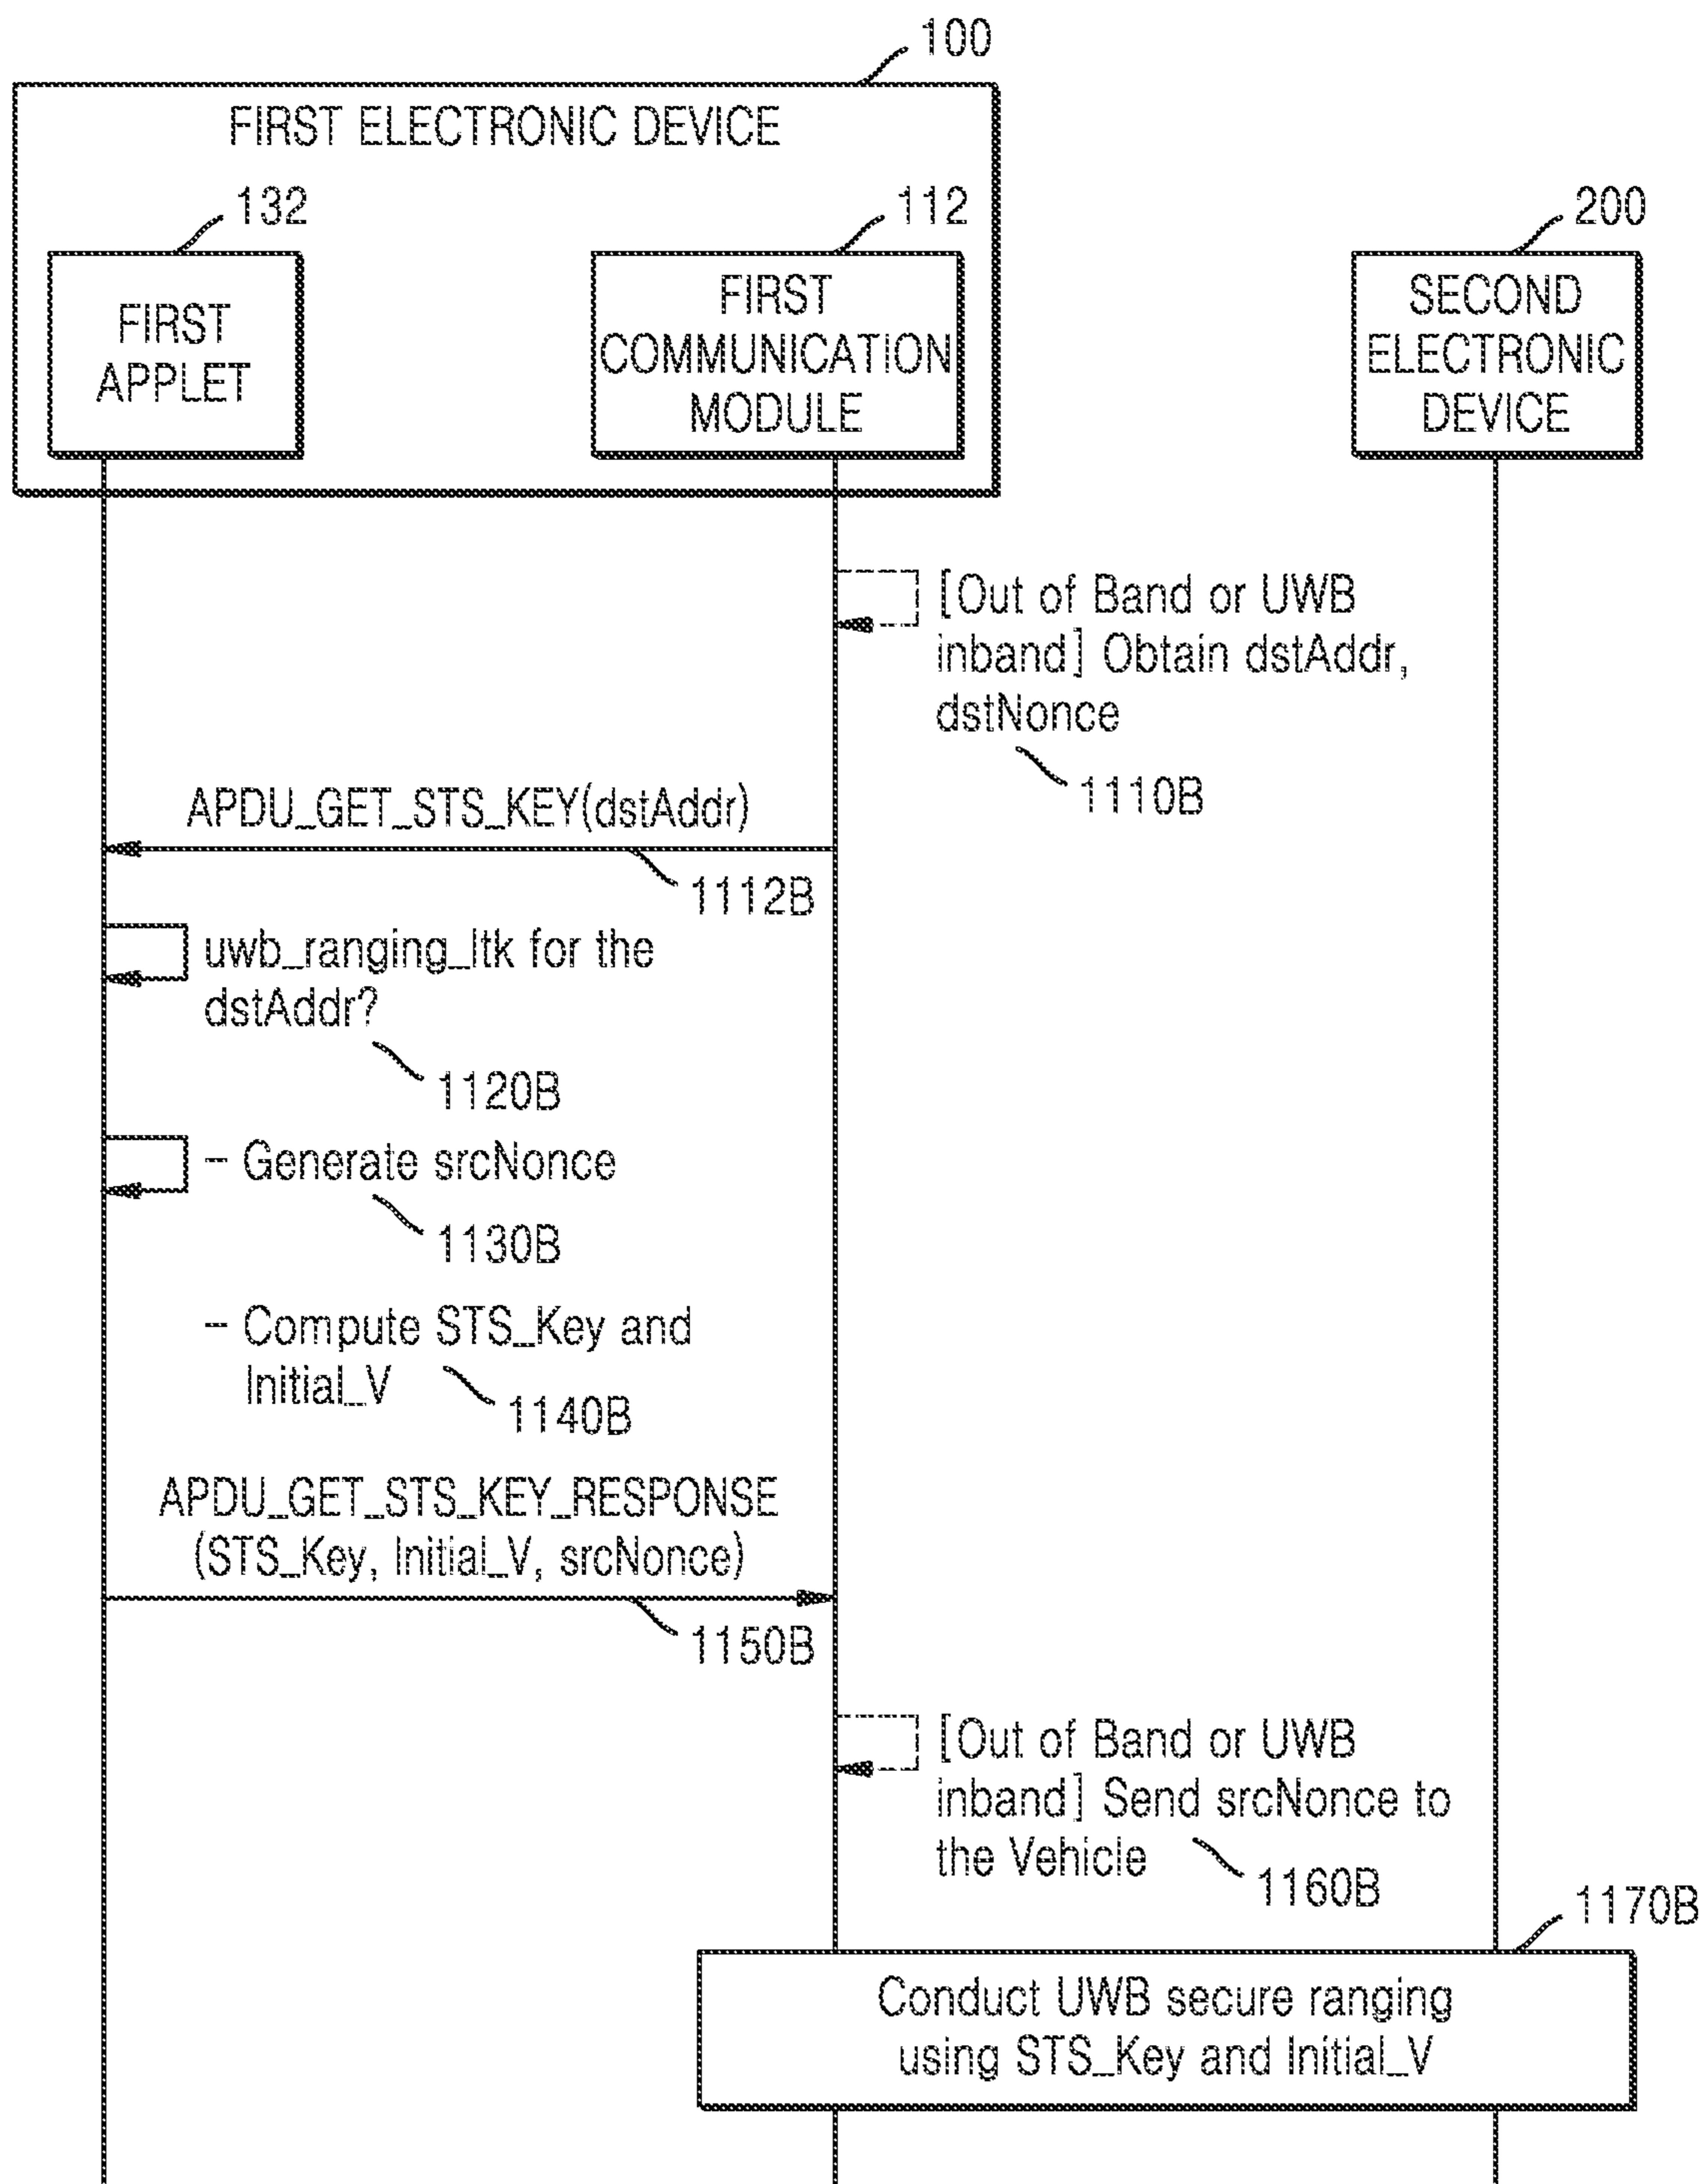 100
FIRST ELECTRONIC DEVICE
132
112
200
FIRST
APPLET
FIRST
COMMUNICATION
MODULE
SECOND
ELECTRONIC
DEVICE
[Out of Band or UWB
inband] Obtain dstAddr,
dstNonce
1110B
APDU_GET_STS_KEY(dstAddr)
1112B
uwb_ranging_ltk for the
dstAddr?
1120B
- Generate srcNonce
1130B
- Compute STS_Key and
Initial_V
1140B
APDU_GET_STS_KEY_RESPONSE
(STS_Key, Initial_V, srcNonce)
1150B
[Out of Band or UWB
inband] Send srcNonce to
the Vehicle
1160B
1170B
Conduct UWB secure ranging
using STS_Key and Initial_V